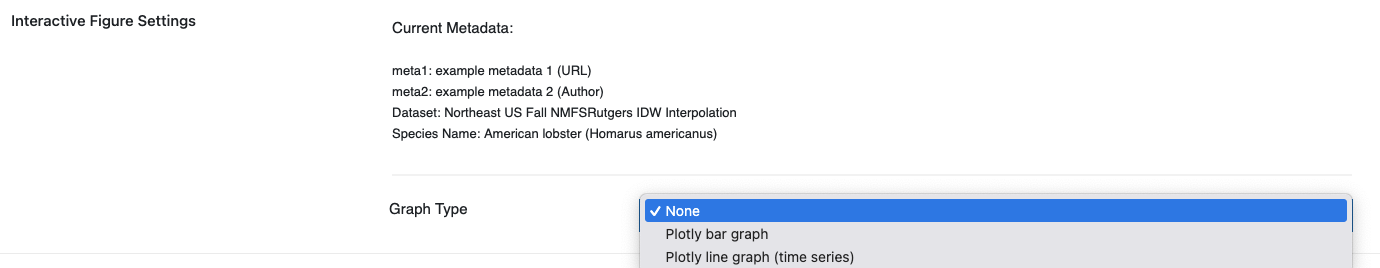 Interactive Figure Settings
Current Metadata:
meta1: example metadata 1 (URL)
meta2: example metadata 2 (Author)
Dataset: Northeast US Fall NMFSRutgers IDW Interpolation
Species Name: American lobster (Homarus americanus)
Graph Type
✓ None
Plotly bar graph
Plotly line graph (time series)